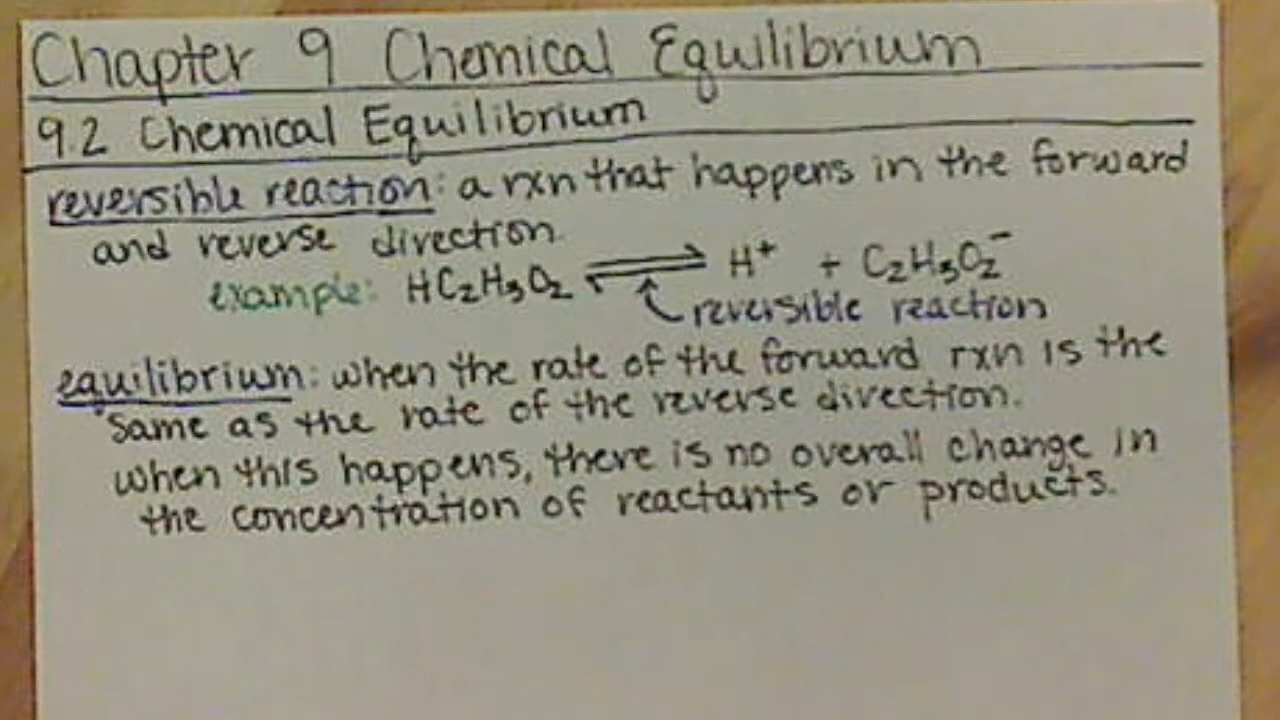 Chapter 9 Chemical Equilibrium
9.2 Chemical Equilibrium
reversible reaction: a rxn that happens in the forward
and reverse direction.
example: HC₂H₃O₂ ⇌ H⁺ + C₂H₃O₂⁻
reversible reaction
equilibrium: when the rate of the forward rxn is the
same as the rate of the reverse direction.
when this happens, there is no overall change in
the concentration of reactants or products.